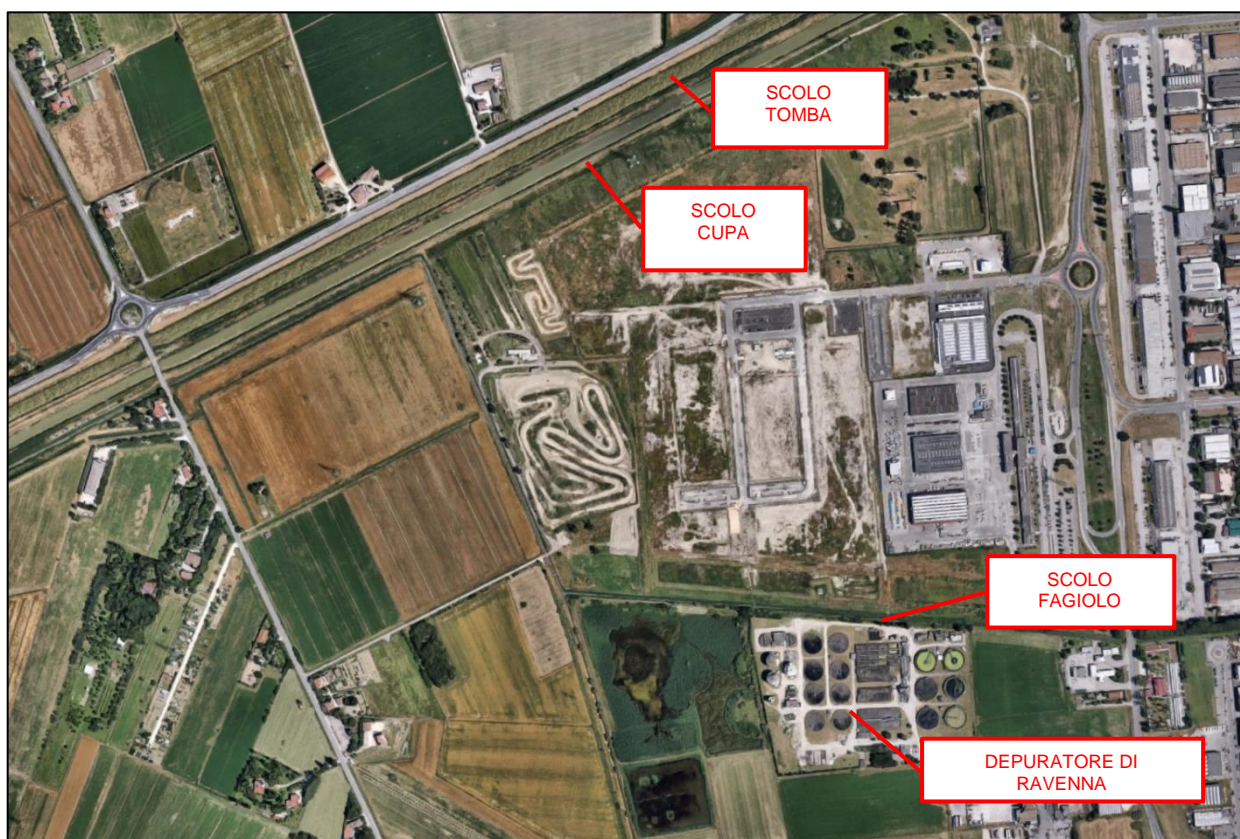 SCOLO
TOMBA
SCOLO
CUPA
SCOLO
FAGIOLO
DEPURATORE DI
RAVENNA